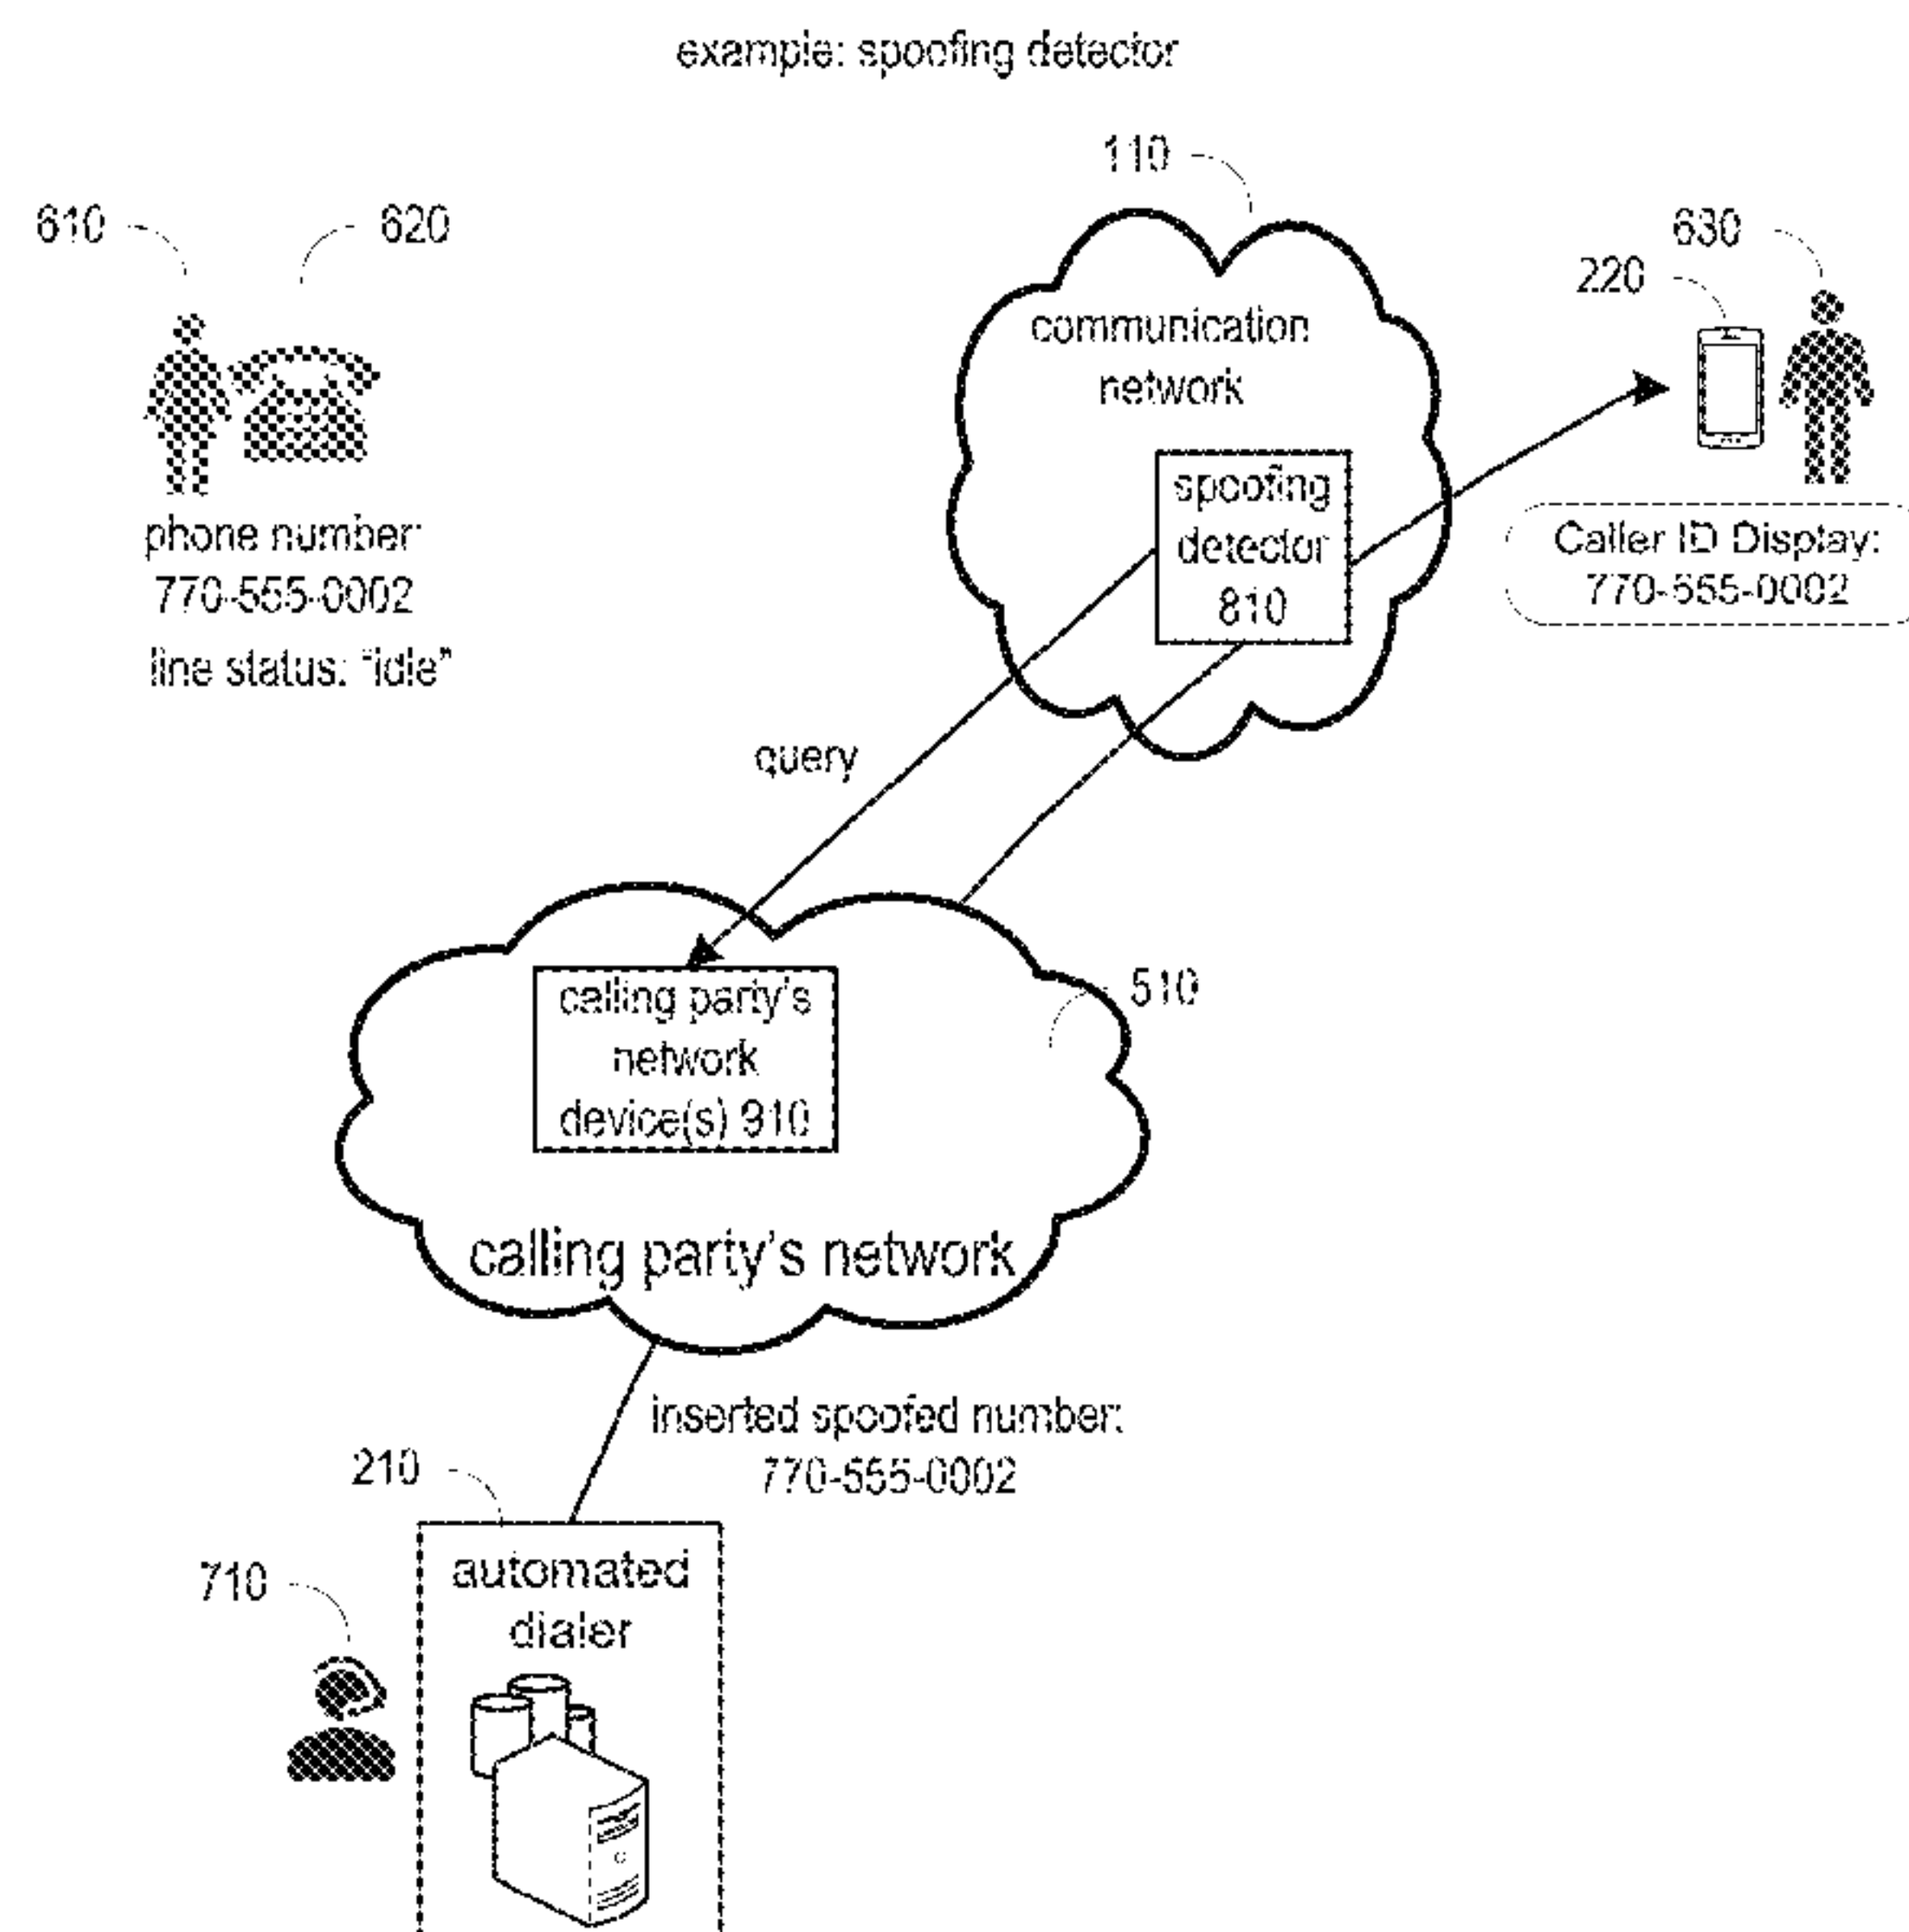 example: spoofing detector
110
610
620
630
220
communication
network
spoofing
detector
810
phone number:
770-555-0002
line status: "idle"
Caller ID Display:
770-555-0002
query
calling party's
network
device(s) 910
510
calling party's network
inserted spoofed number:
770-555-0002
210
710
automated
dialer